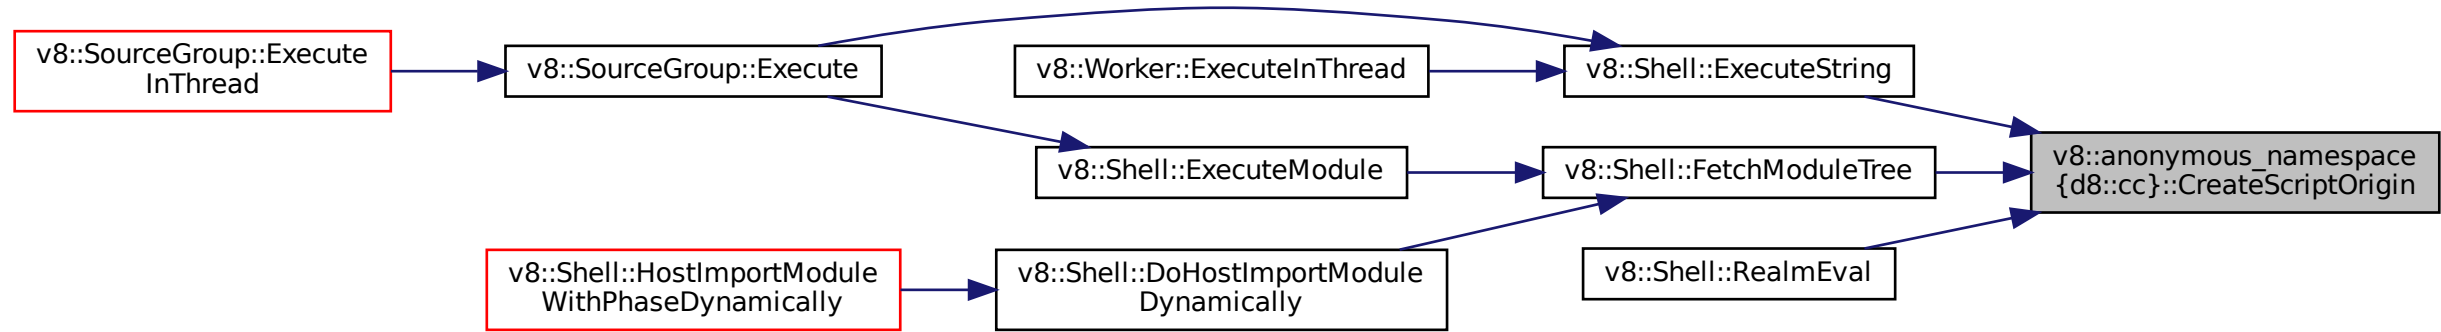 v8::SourceGroup::Execute
InThread
v8::SourceGroup::Execute
v8::Worker::ExecuteInThread
v8::Shell::ExecuteString
v8::Shell::ExecuteModule
v8::Shell::FetchModuleTree
v8::anonymous_namespace
{d8::cc}::CreateScriptOrigin
v8::Shell::HostImportModule
WithPhaseDynamically
v8::Shell::DoHostImportModule
Dynamically
v8::Shell::RealmEval